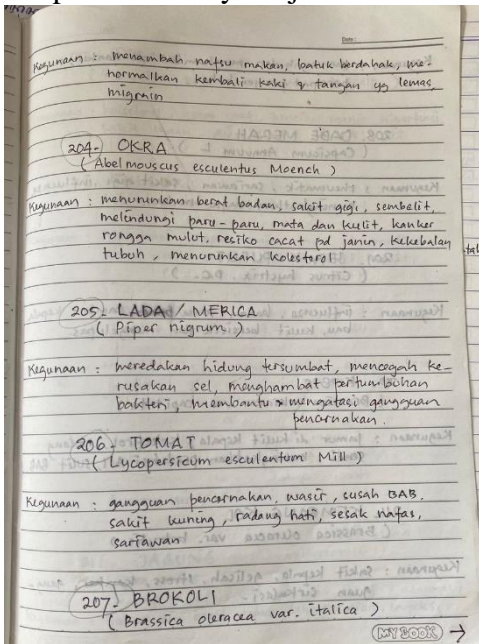 Date :
Kegunaan : menambah nafsu makan, batuk berdahak, me-
normalkan kembali kaki & tangan yg lemas,
migrain
204.) OKRA
( Abelmouscus esculentus Moench )
Kegunaan : menurunkan berat badan, sakit gigi, sembelit,
melindungi paru-paru, mata dan kulit, kanker
rongga mulut, resiko cacat pd janin, kekebalan
tubuh, menurunkan kolestorol
205. LADA / MERICA
( Piper nigrum )
Kegunaan : meredakan hidung tersumbat, mencegah ke-
rusakan sel, menghambat pertumbuhan
bakteri, membantu mengatasi gangguan
pencernakan.
206. TOMAT
( Lycopersicum esculentum Mill )
Kegunaan : gangguan pencernakan, wasir, susah BAB,
sakit kuning, radang hati, sesak nafas,
sariawan
207. BROKOLI
( Brassica oleracea var. italica )
MY BOOK